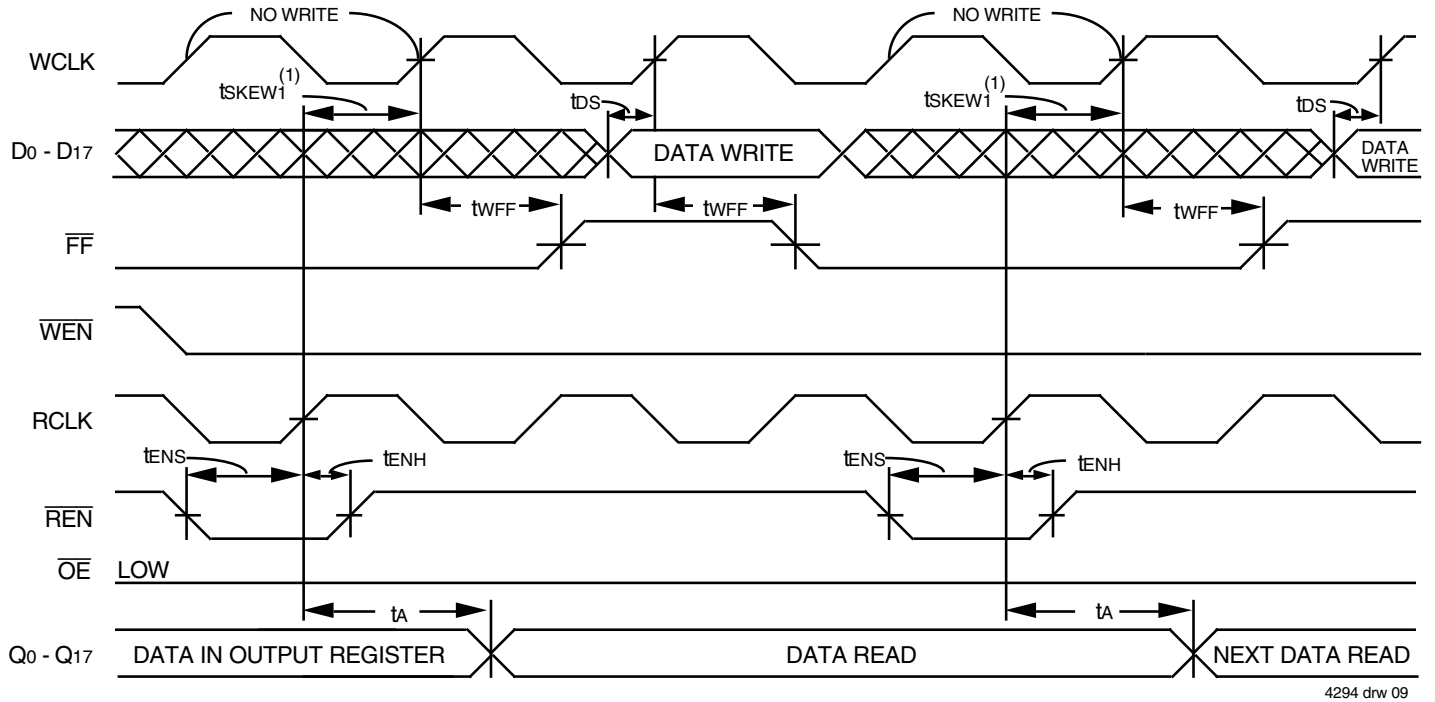 NO WRITE
NO WRITE
WCLK
tSKEW1(1)
tDS
tSKEW1(1)
tDS
D0 - D17
DATA WRITE
DATA
WRITE
tWFF
tWFF
tWFF
FF
WEN
RCLK
tENS
tENH
tENS
tENH
REN
OE
LOW
tA
tA
Q0 - Q17
DATA IN OUTPUT REGISTER
DATA READ
NEXT DATA READ
4294 drw 09